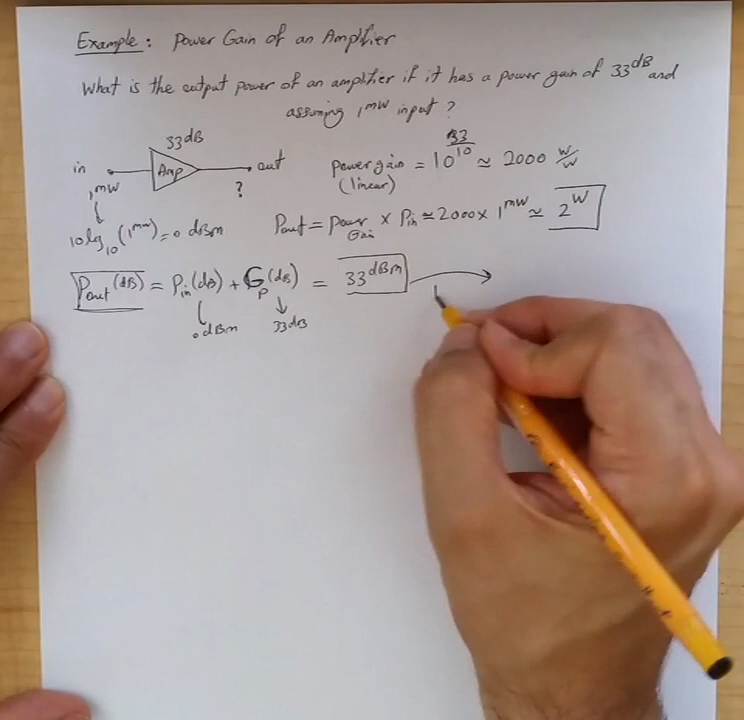 Example: Power Gain of an Amplifier
What is the output power of an amplifier if it has a power gain of 33dB and
assuming 1mW input?
33dB
in Amp out
1mW ?
10log10(1mW)=0 dBm
power gain = 10^(33/10) ≃ 2000 W/W
(linear)
Pout = power Gain × Pin ≃ 2000 × 1mW ≃ 2W
Pout(dB) = Pin(dB) + Gp(dB) = 33dBm
0dBm 33dB